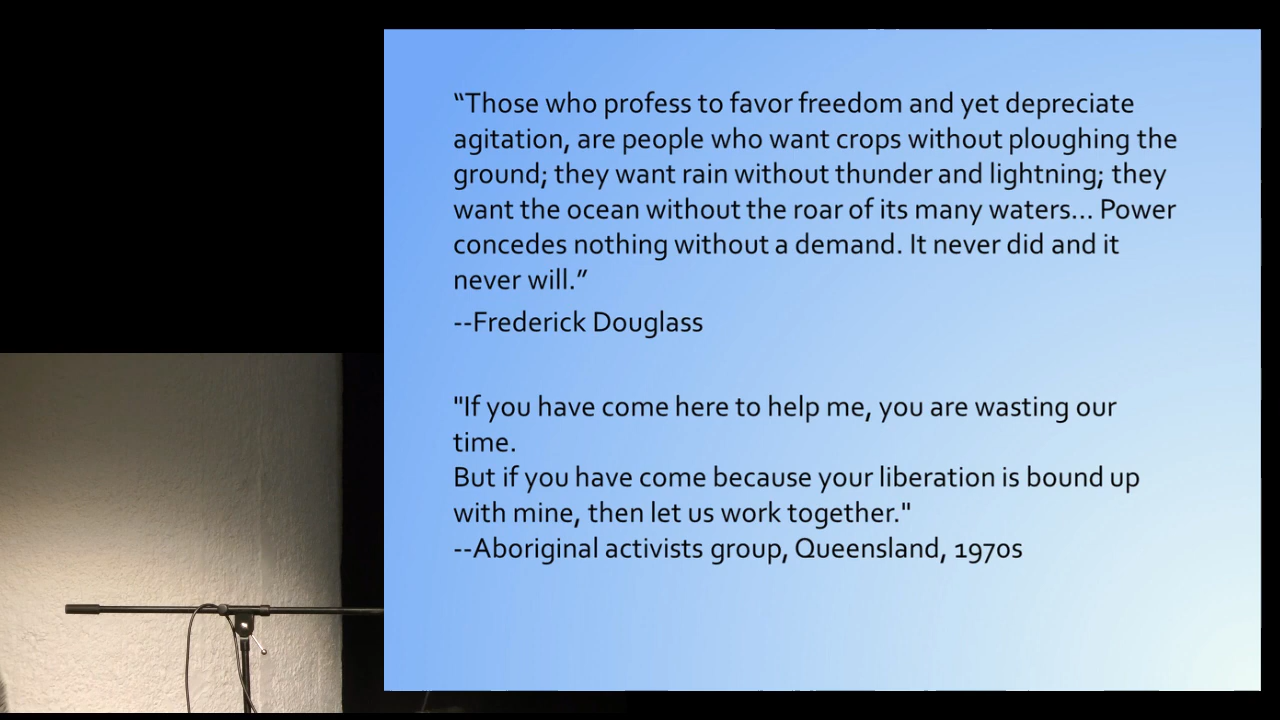 “Those who profess to favor freedom and yet depreciate
agitation, are people who want crops without ploughing the
ground; they want rain without thunder and lightning; they
want the ocean without the roar of its many waters... Power
concedes nothing without a demand. It never did and it
never will.”
--Frederick Douglass
"If you have come here to help me, you are wasting our
time.
But if you have come because your liberation is bound up
with mine, then let us work together."
--Aboriginal activists group, Queensland, 1970s